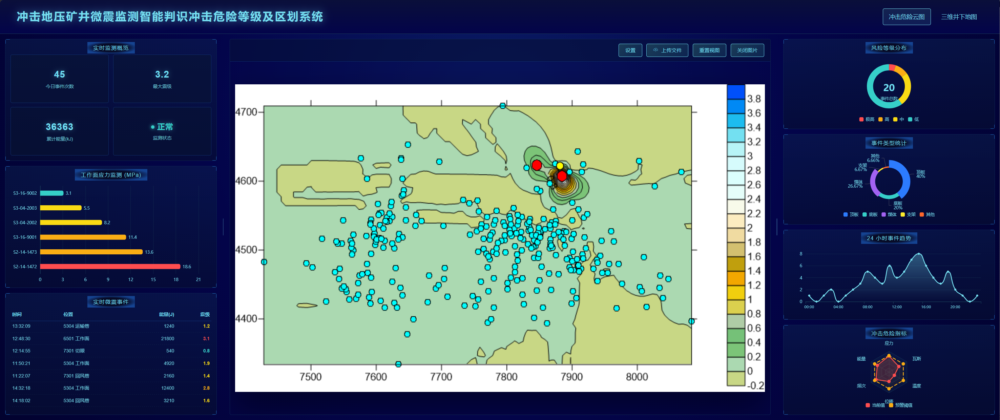 冲击地压矿井微震监测智能判识冲击危险等级及区划系统
冲击危险云图 三维井下地图
实时监测概览
45 3.2
今日事件次数 最大震级
36363 正常
累计能量(kJ) 监测状态
工作面应力监测 (MPa)
S3-16-9002 3.1
S3-04-2003 5.5
S3-04-2002 8.2
S3-16-9001 11.4
S2-14-1473 13.6
S2-14-1472 18.6
0 3 6 9 12 15 18 21
实时微震事件
时间 位置 能量(J) 震级
13:32:09 5304 运输巷 1240 1.2
12:48:30 6501 工作面 21800 3.1
12:14:55 7301 切眼 540 0.8
11:50:21 5304 工作面 4920 1.9
11:22:07 7301 回风巷 2160 1.4
14:32:18 5304 工作面 12400 2.8
14:18:02 5304 回风巷 3210 1.6
设置 上传文件 重置视图 关闭图片
4700
4600
4500
4400
7500 7600 7700 7800 7900 8000
3.8
3.6
3.4
3.2
3
2.8
2.6
2.4
2.2
2
1.8
1.6
1.4
1.2
1
0.8
0.6
0.4
0.2
0
-0.2
风险等级分布
20
事件总数
极高 高 中 低
事件类型统计
其他
6.66%
支架
6.67%
顶板
40%
煤体
26.67%
底板
20%
顶板 底板 煤体 支架 其他
24 小时事件趋势
8
6
4
2
0
00:00 04:00 08:00 12:00 16:00 20:00
冲击危险指标
应力
能量 瓦斯
频次 温度
位移
当前值 预警阈值